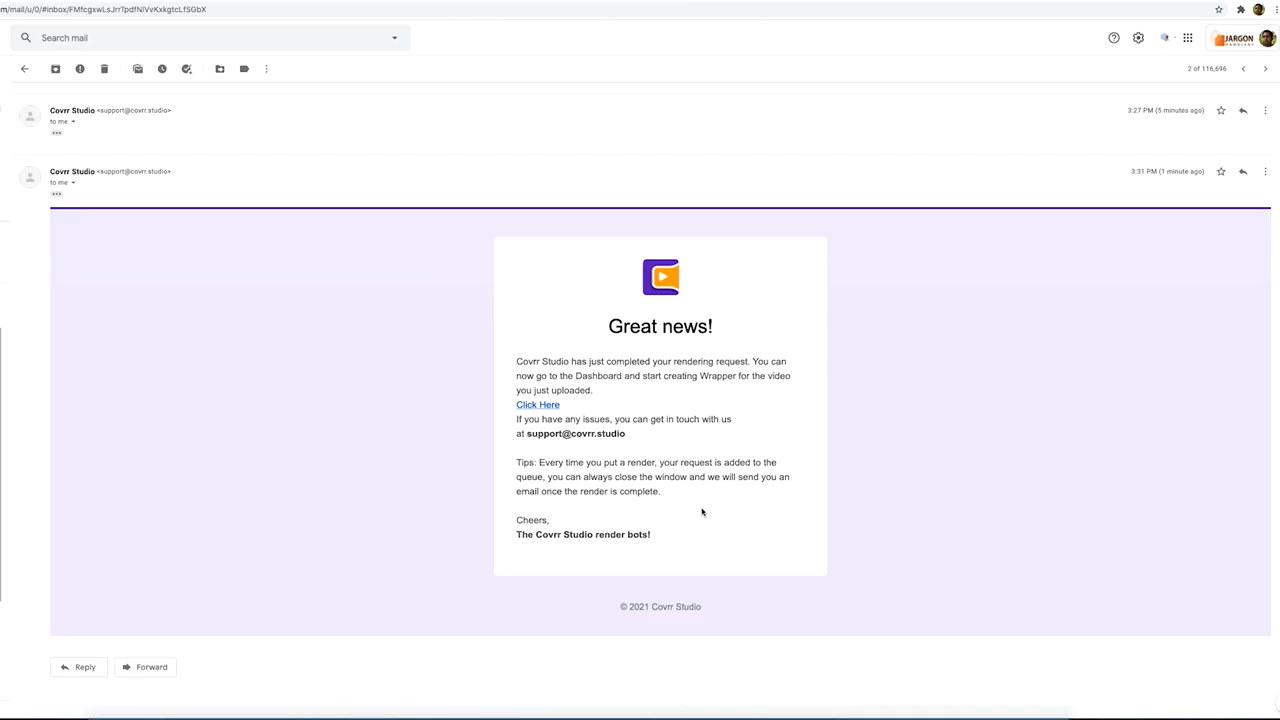 m/mail/u/0/#inbox/FMfcgxwLsJrrTpdfNiVvKxkgtcLfSGbX
Search mail
JARGON
HANDLERS
2 of 116,696
Covrr Studio <support@covrr.studio>
3:27 PM (5 minutes ago)
to me
Covrr Studio <support@covrr.studio>
3:31 PM (1 minute ago)
to me
Great news!
Covrr Studio has just completed your rendering request. You can
now go to the Dashboard and start creating Wrapper for the video
you just uploaded.
Click Here
If you have any issues, you can get in touch with us
at support@covrr.studio
Tips: Every time you put a render, your request is added to the
queue, you can always close the window and we will send you an
email once the render is complete.
Cheers,
The Covrr Studio render bots!
© 2021 Covrr Studio
Reply
Forward